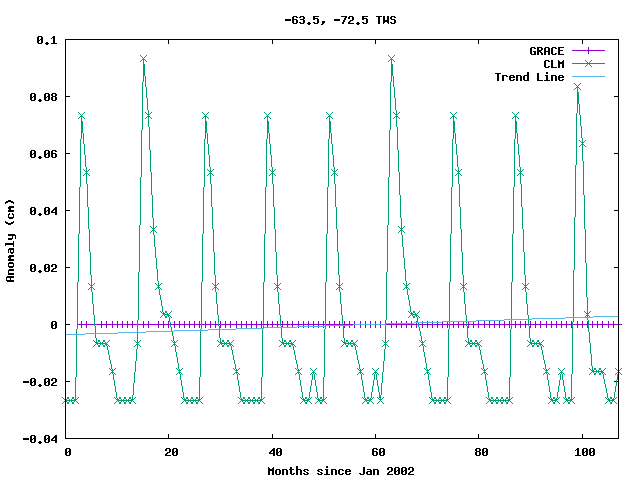 -63.5, -72.5 TWS
GRACE
CLM
Trend Line
0.1
0.08
0.06
0.04
0.02
0
-0.02
-0.04
Anomaly (cm)
0 20 40 60 80 100
Months since Jan 2002